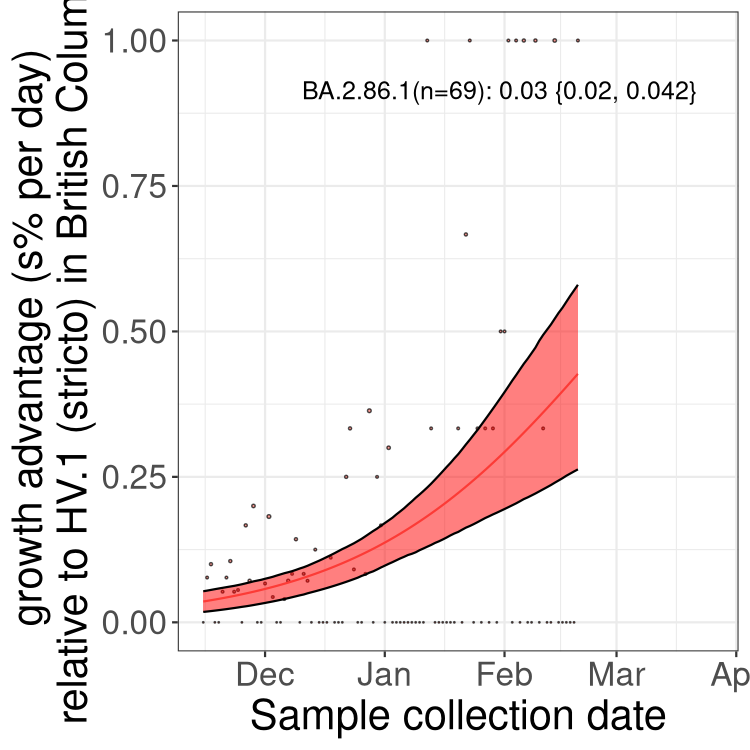 growth advantage (s% per day)
relative to HV.1 (stricto) in British Colum
1.00
0.75
0.50
0.25
0.00
BA.2.86.1(n=69): 0.03 {0.02, 0.042}
Dec Jan Feb Mar Ap
Sample collection date